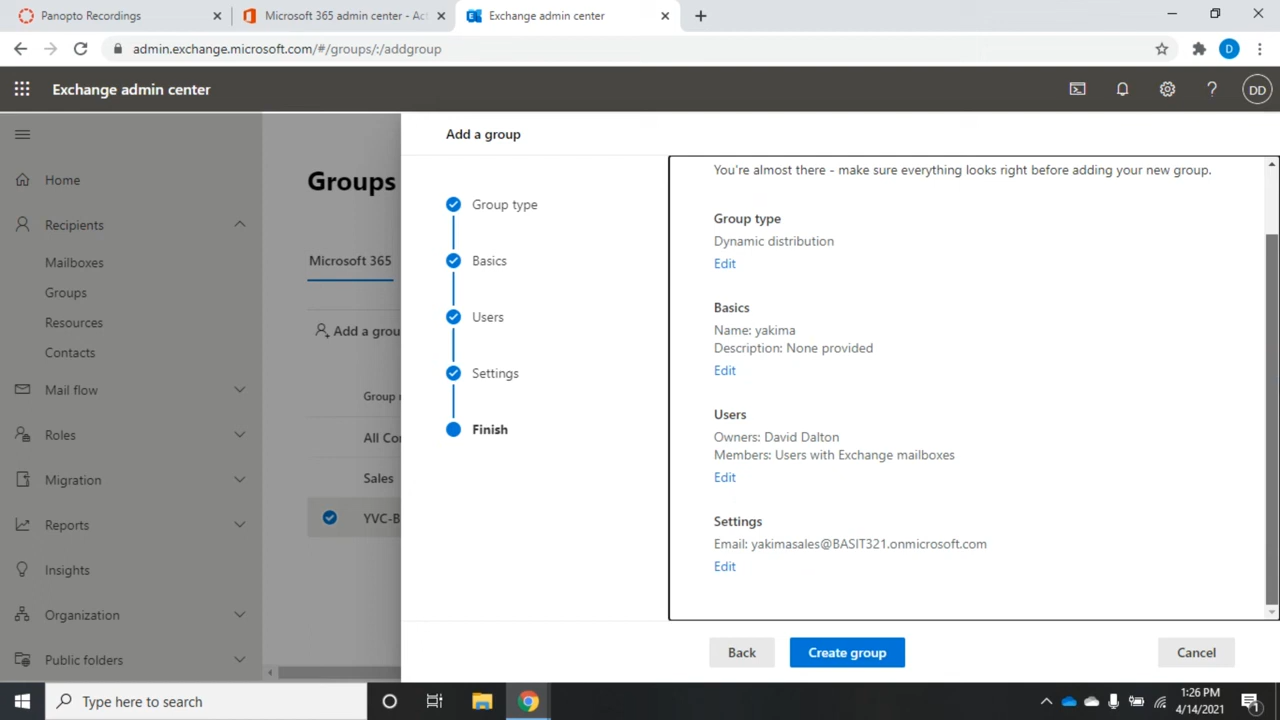 Panopto Recordings
Microsoft 365 admin center - Ac
Exchange admin center
admin.exchange.microsoft.com/#/groups/:/addgroup
D
Exchange admin center
DD
Home
Recipients
Mailboxes
Groups
Resources
Contacts
Mail flow
Roles
Migration
Reports
Insights
Organization
Public folders
Groups
Microsoft 365
Add a grou
Group
All Co
Sales
YVC-B
Add a group
Group type
Basics
Users
Settings
Finish
You're almost there - make sure everything looks right before adding your new group.
Group type
Dynamic distribution
Edit
Basics
Name: yakima
Description: None provided
Edit
Users
Owners: David Dalton
Members: Users with Exchange mailboxes
Edit
Settings
Email: yakimasales@BASIT321.onmicrosoft.com
Edit
Back
Create group
Cancel
Type here to search
1:26 PM
4/14/2021
1